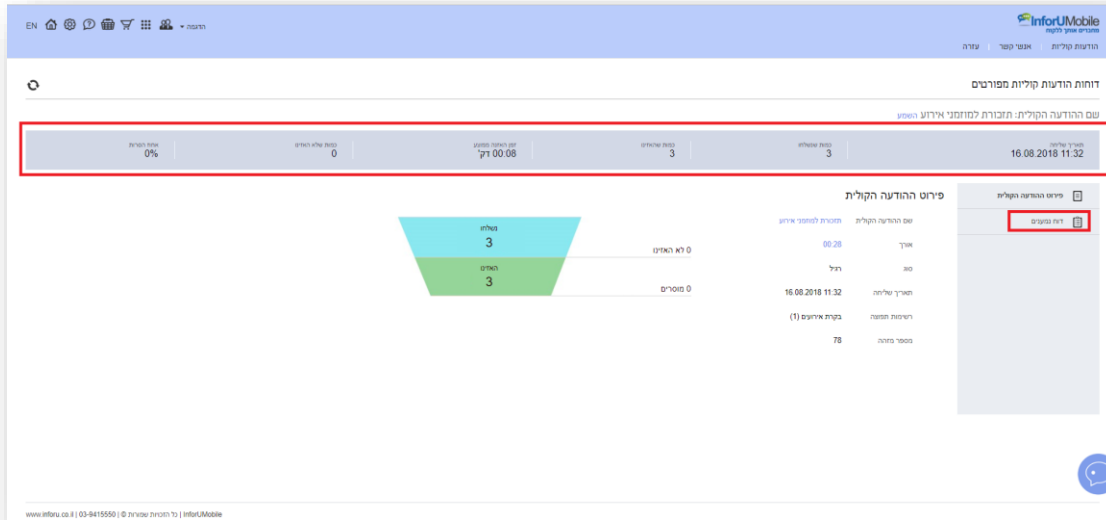 InforUMobile
מחברים אותך ללקוח
הדגמה
EN
הודעות קוליות | אנשי קשר | עזרה
דוחות הודעות קוליות מפורטים
שם ההודעה הקולית: תזכורת למוזמני אירוע השמע
תאריך שליחה
16.08.2018 11:32
כמות שנשלחו
3
כמות שהאזינו
3
זמן האזנה ממוצע
00:08 דק'
כמות שלא האזינו
0
אחוז הסרות
0%
פירוט ההודעה הקולית
דוח נמענים
פירוט ההודעה הקולית
שם ההודעה הקולית תזכורת למוזמני אירוע
אורך 00:28
סוג רגיל
תאריך שליחה 16.08.2018 11:32
רשימות תפוצה בקרת אירועים (1)
מספר מזהה 78
נשלחו
3
0 לא האזינו
האזינו
3
0 מוסרים
InforUMobile | כל הזכויות שמורות © | 03-9415550 | www.inforu.co.il